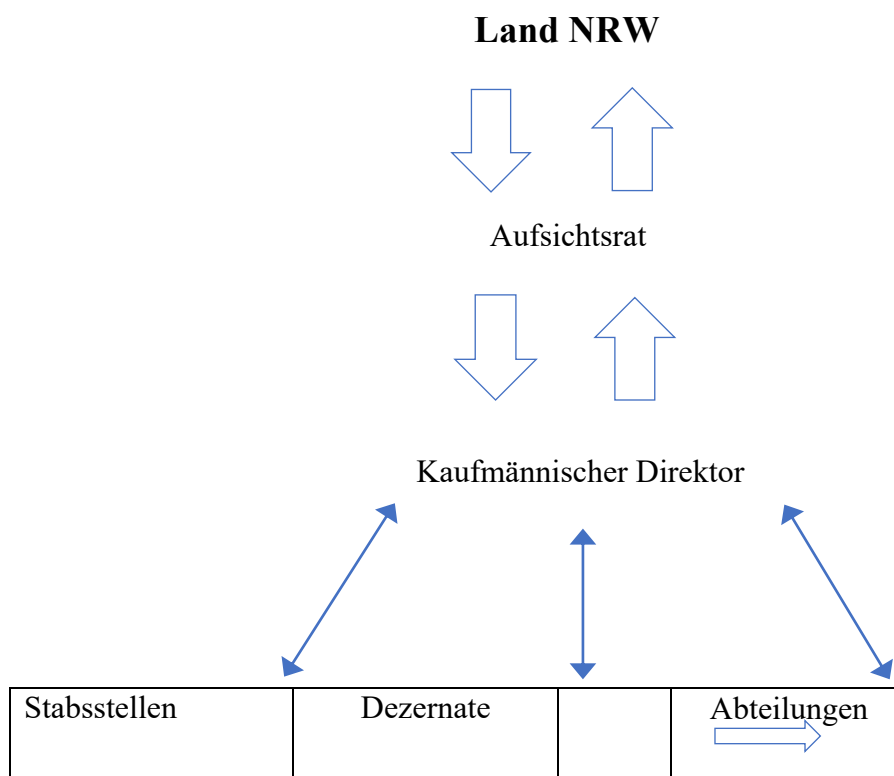 Land NRW
Aufsichtsrat
Kaufmännischer Direktor
Stabsstellen
Dezernate
Abteilungen